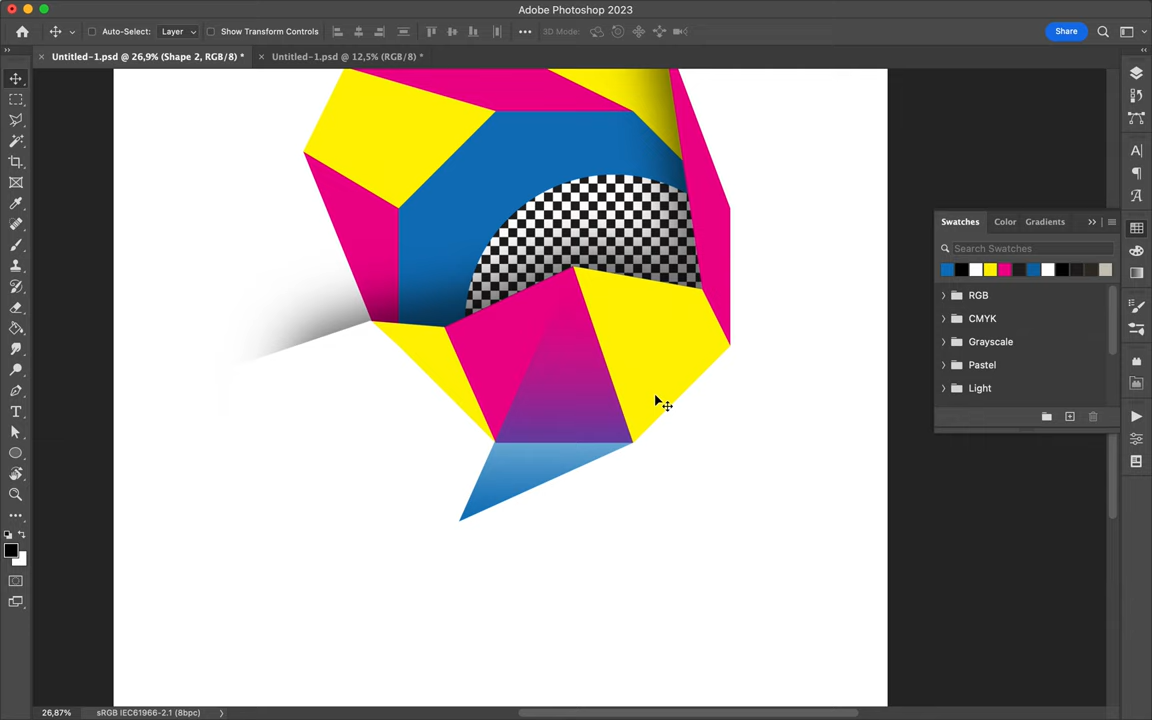 Adobe Photoshop 2023
Auto-Select: Layer Show Transform Controls 3D Mode: Share
Untitled-1.psd @ 26,9% (Shape 2, RGB/8) * Untitled-1.psd @ 12,5% (RGB/8) *
Swatches Color Gradients
Search Swatches
RGB
CMYK
Grayscale
Pastel
Light
26,87% sRGB IEC61966-2.1 (8bpc)